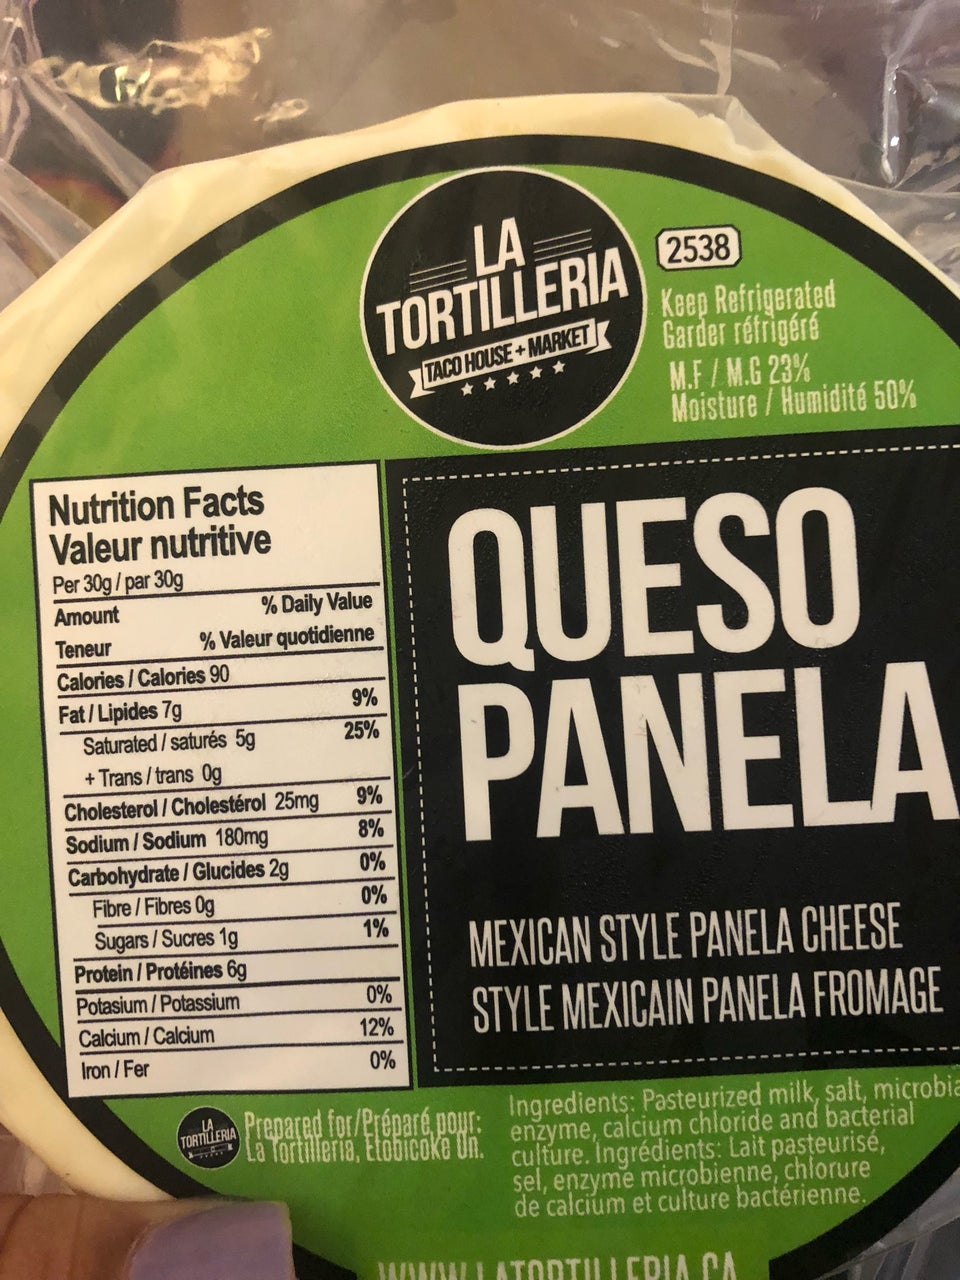 LA
TORTILLERIA
TACO HOUSE + MARKET
2538
Keep Refrigerated
Garder réfrigéré
M.F / M.G 23%
Moisture / Humidité 50%
Nutrition Facts
Valeur nutritive
Per 30g / par 30g
Amount % Daily Value
Teneur % Valeur quotidienne
Calories / Calories 90
Fat / Lipides 7g 9%
Saturated / saturés 5g 25%
+ Trans / trans 0g
Cholesterol / Cholestérol 25mg 9%
Sodium / Sodium 180mg 8%
Carbohydrate / Glucides 2g 0%
Fibre / Fibres 0g 0%
Sugars / Sucres 1g 1%
Protein / Protéines 6g
Potasium / Potassium 0%
Calcium / Calcium 12%
Iron / Fer 0%
QUESO
PANELA
MEXICAN STYLE PANELA CHEESE
STYLE MEXICAIN PANELA FROMAGE
LA
TORTILLERIA
Prepared for/Préparé pour:
La Tortilleria, Etobicoke On.
Ingredients: Pasteurized milk, salt, microbia
enzyme, calcium chloride and bacterial
culture. Ingrédients: Lait pasteurisé,
sel, enzyme microbienne, chlorure
de calcium et culture bactérienne.
WWW.LATORTILLERIA.CA